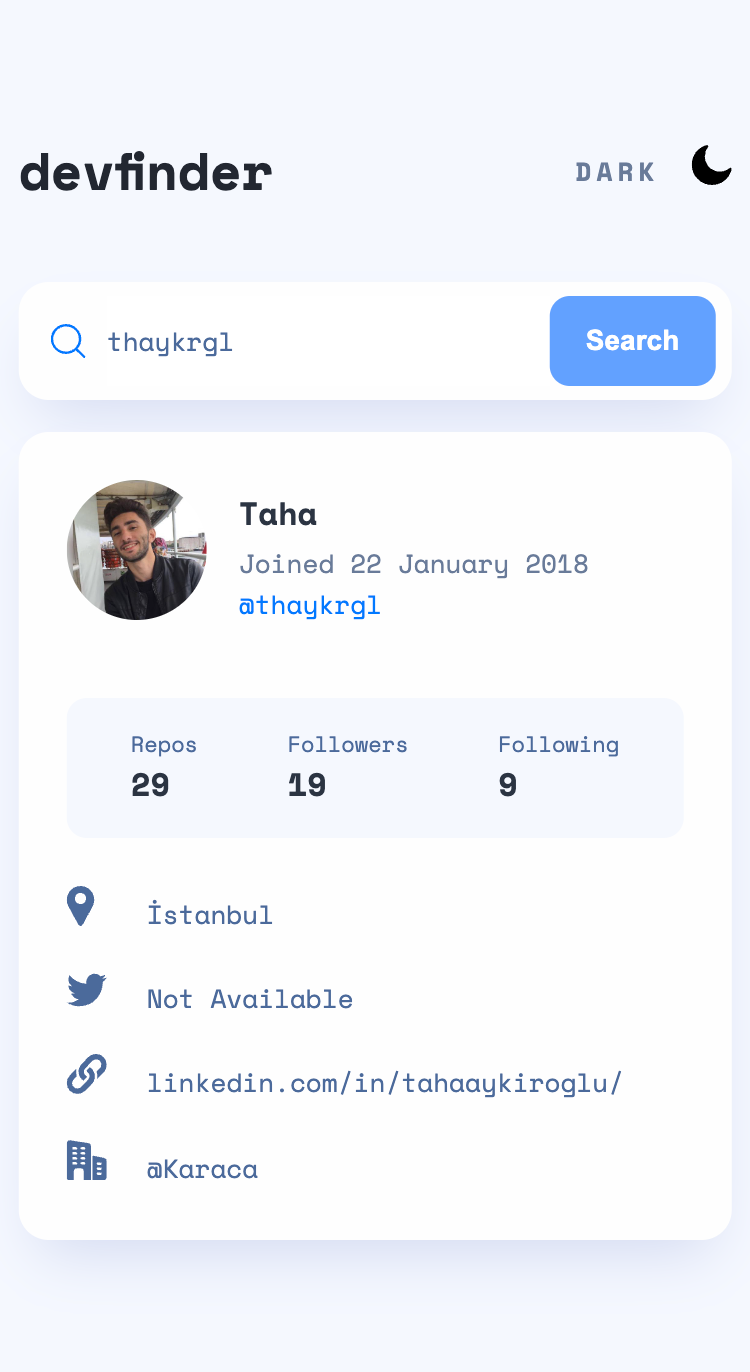 devfinder
DARK
thaykrgl
Search
Taha
Joined 22 January 2018
@thaykrgl
Repos Followers Following
29 19 9
İstanbul
Not Available
linkedin.com/in/tahaaykiroglu/
@Karaca